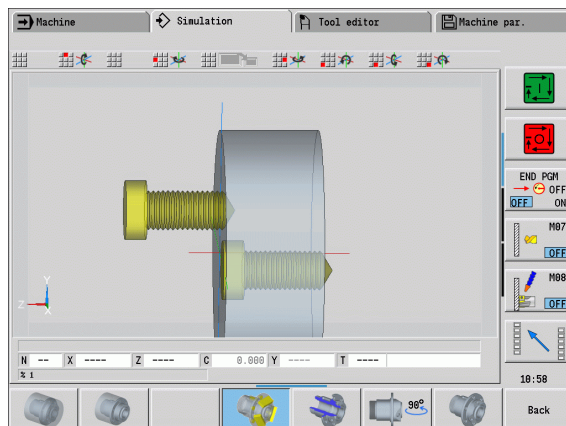 Machine Simulation Tool editor Machine par.
END PGM
OFF
OFF ON
M07
OFF
M08
OFF
Y
Z
X
N -- X ---- Z ---- C 0.000 Y ---- T ----
% 1
10:58
90°
Back